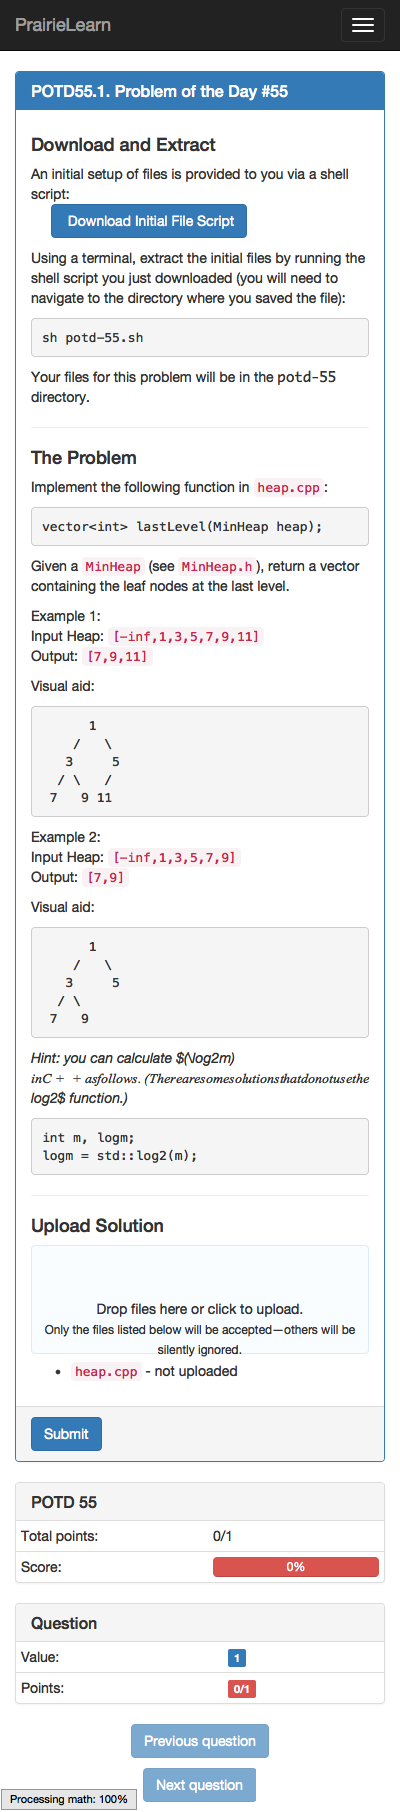 PrairieLearn
POTD55.1. Problem of the Day #55
Download and Extract
An initial setup of files is provided to you via a shell
script:
Download Initial File Script
Using a terminal, extract the initial files by running the
shell script you just downloaded (you will need to
navigate to the directory where you saved the file):
sh potd-55.sh
Your files for this problem will be in the potd-55
directory.
The Problem
Implement the following function in heap.cpp :
vector<int> lastLevel(MinHeap heap);
Given a MinHeap (see MinHeap.h ), return a vector
containing the leaf nodes at the last level.
Example 1:
Input Heap: [-inf,1,3,5,7,9,11]
Output: [7,9,11]
Visual aid:
1
/ \
3 5
/ \ /
7 9 11
Example 2:
Input Heap: [-inf,1,3,5,7,9]
Output: [7,9]
Visual aid:
1
/ \
3 5
/ \
7 9
Hint: you can calculate $(\log2m)
inC + + asfollows. (Therearesomesolutionsthatdonotusethe
log2$ function.)
int m, logm;
logm = std::log2(m);
Upload Solution
Drop files here or click to upload.
Only the files listed below will be accepted—others will be
silently ignored.
• heap.cpp - not uploaded
Submit
POTD 55
Total points: 0/1
Score: 0%
Question
Value: 1
Points: 0/1
Previous question
Next question
Processing math: 100%